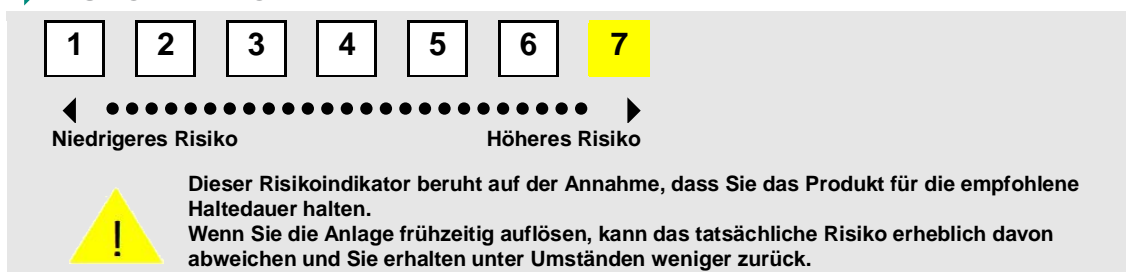 1 2 3 4 5 6 7
Niedrigeres Risiko Höheres Risiko
Dieser Risikoindikator beruht auf der Annahme, dass Sie das Produkt für die empfohlene
Haltedauer halten.
! Wenn Sie die Anlage frühzeitig auflösen, kann das tatsächliche Risiko erheblich davon
abweichen und Sie erhalten unter Umständen weniger zurück.